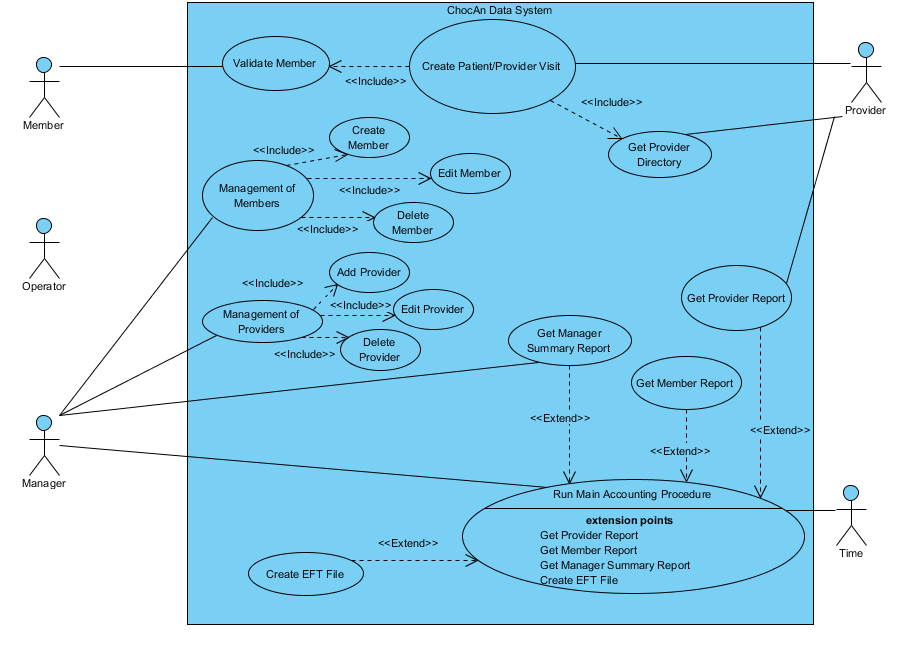 ChocAn Data System
Validate Member
<<Include>>
Create Patient/Provider Visit
<<Include>>
Get Provider
Directory
Member
Provider
Create
Member
<<Include>>
Management of
Members
<<Include>>
Edit Member
<<Include>>
Delete
Member
Operator
Add Provider
<<Include>>
Management of
Providers
<<Include>>
Edit Provider
<<Include>>
Delete
Provider
Get Provider Report
Get Manager
Summary Report
Get Member Report
<<Extend>>
<<Extend>>
<<Extend>>
Manager
Run Main Accounting Procedure
extension points
Get Provider Report
Get Member Report
Get Manager Summary Report
Create EFT File
<<Extend>>
Create EFT File
Time